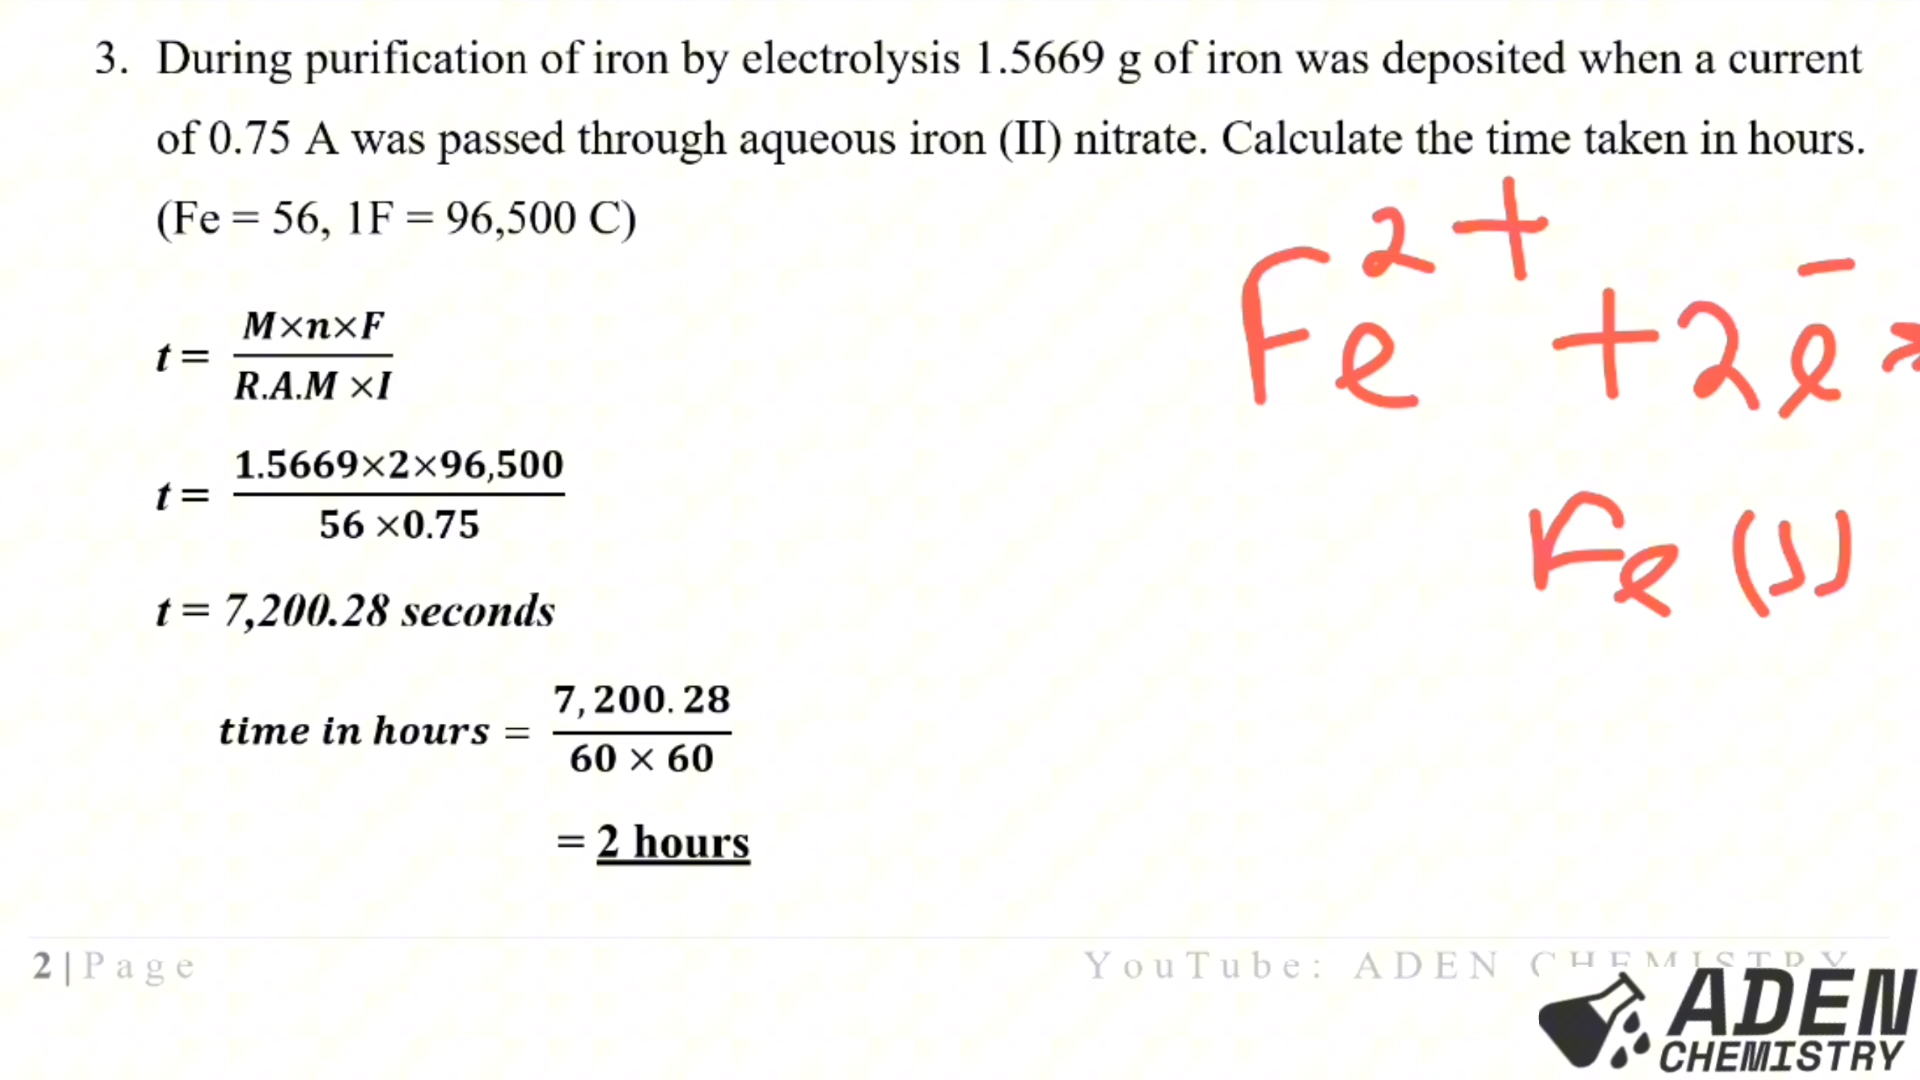 3. During purification of iron by electrolysis 1.5669 g of iron was deposited when a current
of 0.75 A was passed through aqueous iron (II) nitrate. Calculate the time taken in hours.
(Fe = 56, 1F = 96,500 C)
t = M×n×F / R.A.M ×I
t = 1.5669×2×96,500 / 56 ×0.75
t = 7,200.28 seconds
time in hours = 7,200.28 / 60 × 60
= 2 hours
Fe²⁺ + 2e⁻
Fe (s)
2 | Page
YouTube: ADEN CHEMISTRY
ADEN
CHEMISTRY